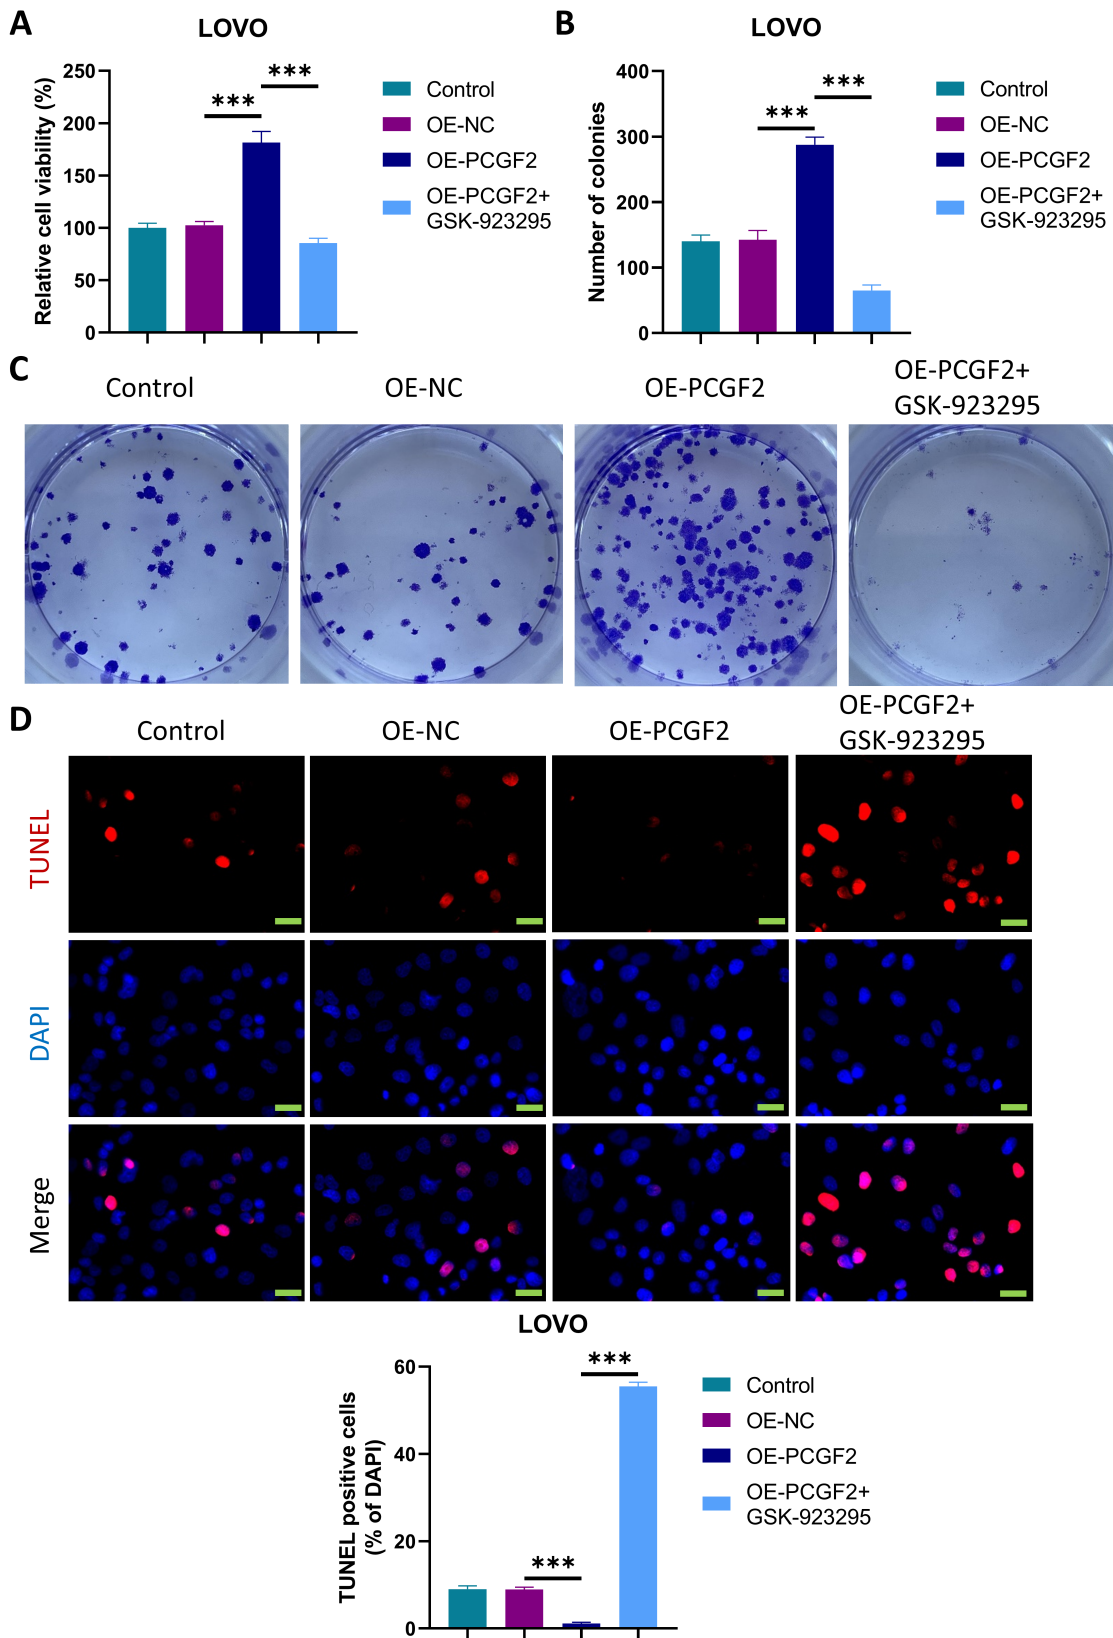 A
LOVO
Relative cell viability (%)
250
200
150
100
50
0
***
***
Control
OE-NC
OE-PCGF2
OE-PCGF2+
GSK-923295
B
LOVO
Number of colonies
400
300
200
100
0
***
***
Control
OE-NC
OE-PCGF2
OE-PCGF2+
GSK-923295
C
Control
OE-NC
OE-PCGF2
OE-PCGF2+
GSK-923295
D
Control
OE-NC
OE-PCGF2
OE-PCGF2+
GSK-923295
TUNEL
DAPI
Merge
LOVO
TUNEL positive cells
(% of DAPI)
60
40
20
0
***
***
Control
OE-NC
OE-PCGF2
OE-PCGF2+
GSK-923295